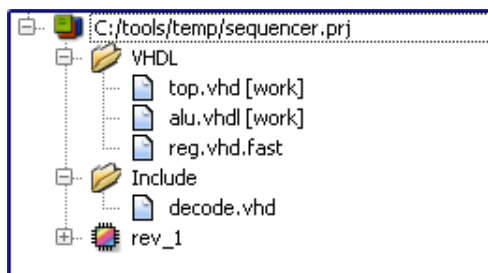 C:/tools/temp/sequencer.prj
VHDL
top.vhd [work]
alu.vhdl [work]
reg.vhd.fast
Include
decode.vhd
rev_1